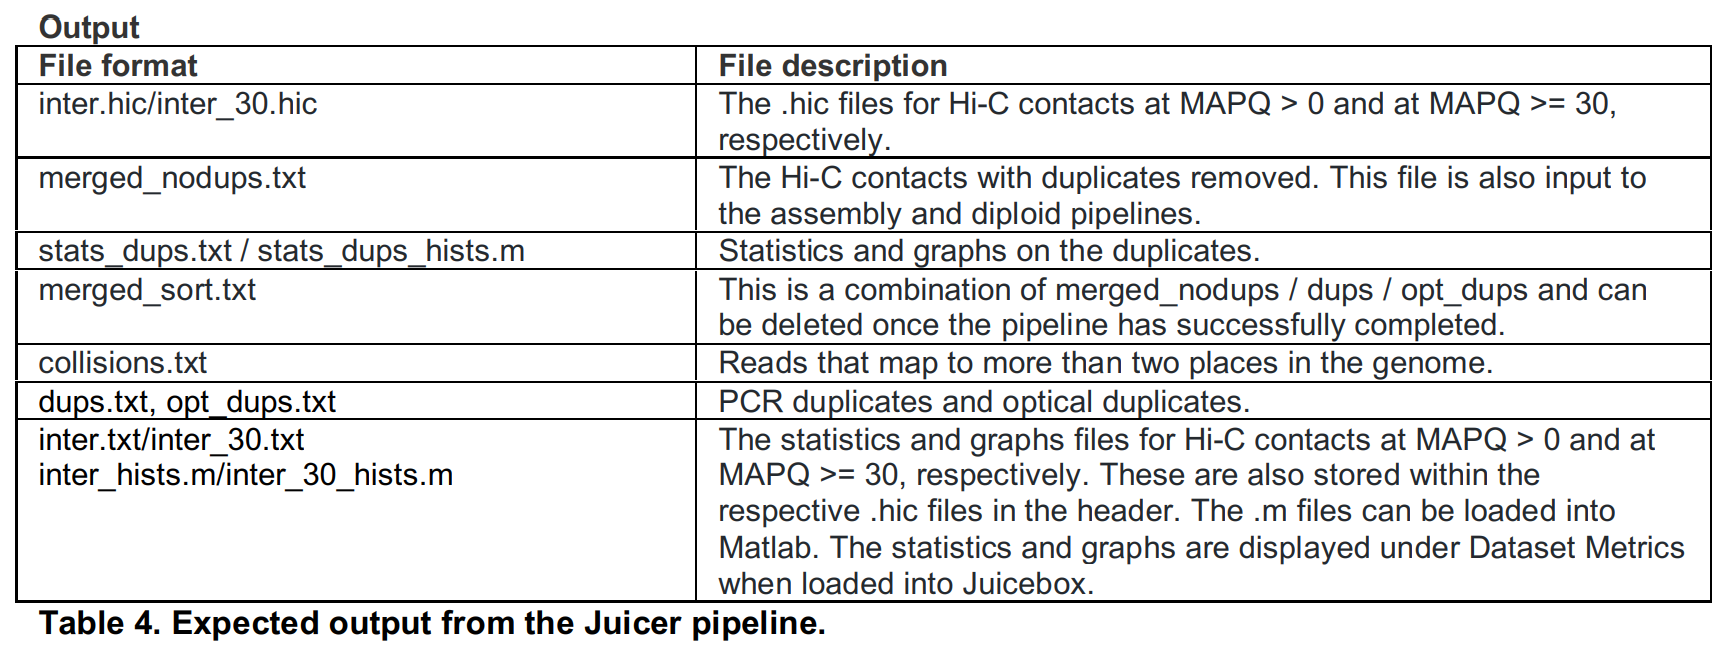 Output
File format
File description
inter.hic/inter_30.hic
The .hic files for Hi-C contacts at MAPQ > 0 and at MAPQ >= 30,
respectively.
merged_nodups.txt
The Hi-C contacts with duplicates removed. This file is also input to
the assembly and diploid pipelines.
stats_dups.txt / stats_dups_hists.m
Statistics and graphs on the duplicates.
merged_sort.txt
This is a combination of merged_nodups / dups / opt_dups and can
be deleted once the pipeline has successfully completed.
collisions.txt
Reads that map to more than two places in the genome.
dups.txt, opt_dups.txt
PCR duplicates and optical duplicates.
inter.txt/inter_30.txt
inter_hists.m/inter_30_hists.m
The statistics and graphs files for Hi-C contacts at MAPQ > 0 and at
MAPQ >= 30, respectively. These are also stored within the
respective .hic files in the header. The .m files can be loaded into
Matlab. The statistics and graphs are displayed under Dataset Metrics
when loaded into Juicebox.
Table 4. Expected output from the Juicer pipeline.